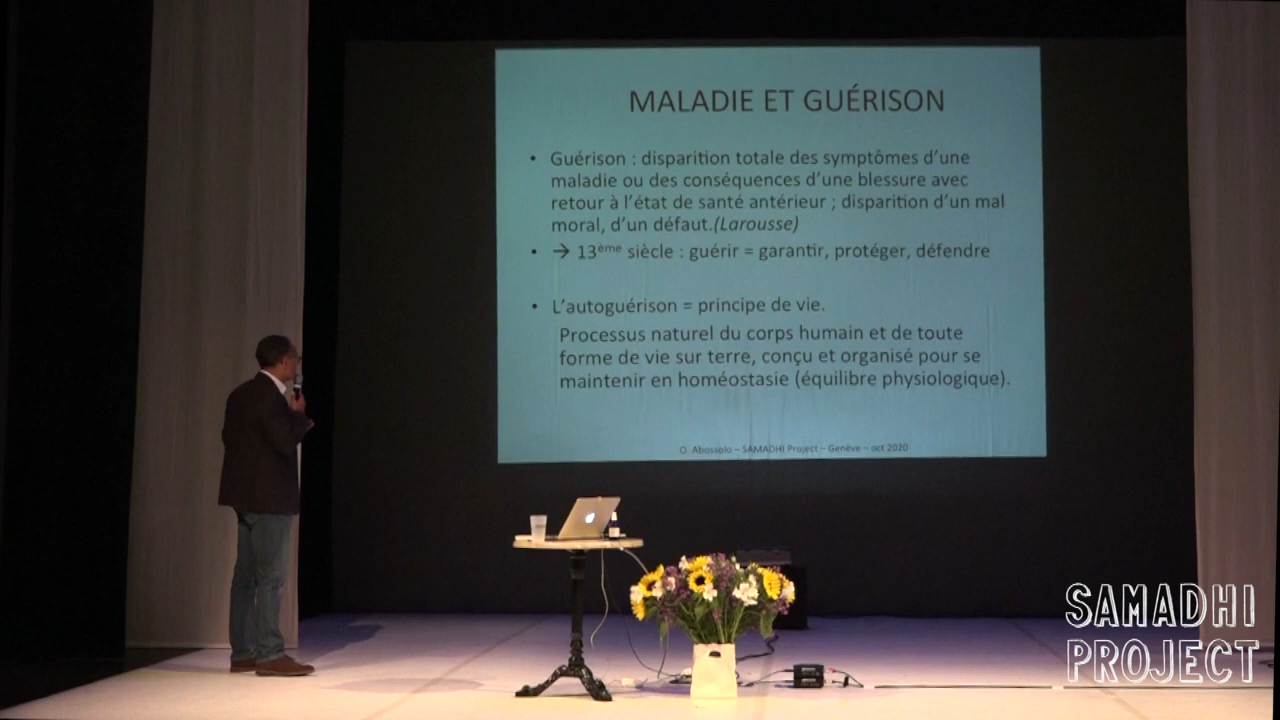 MALADIE ET GUÉRISON
• Guérison : disparition totale des symptômes d'une
maladie ou des conséquences d'une blessure avec
retour à l'état de santé antérieur ; disparition d'un mal
moral, d'un défaut.(Larousse)
• → 13ème siècle : guérir = garantir, protéger, défendre
• L'autoguérison = principe de vie.
Processus naturel du corps humain et de toute
forme de vie sur terre, conçu et organisé pour se
maintenir en homéostasie (équilibre physiologique).
O. Abossolo – SAMADHI Project – Genève – oct 2020
SAMADHI
PROJECT